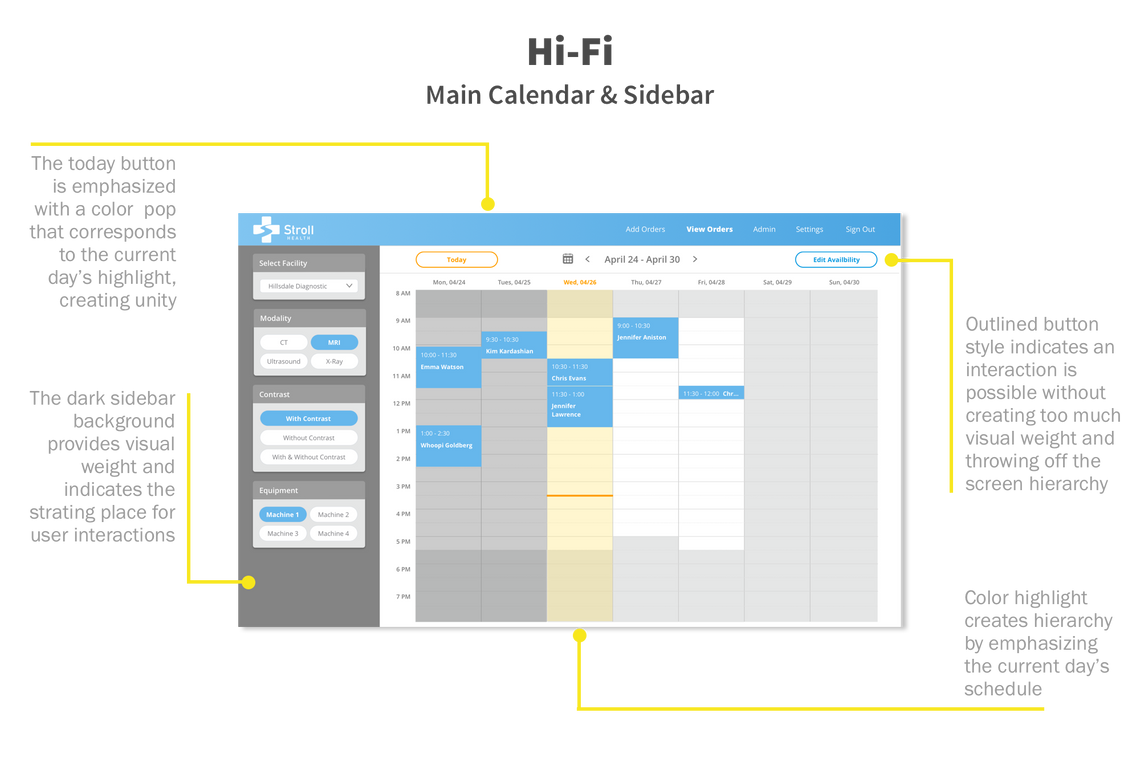 Hi-Fi
Main Calendar & Sidebar
The today button
is emphasized
with a color pop
that corresponds
to the current
day's highlight,
creating unity
The dark sidebar
background
provides visual
weight and
indicates the
strating place for
user interactions
Stroll
HEALTH
Add Orders
View Orders
Admin
Settings
Sign Out
Select Facility
Hillsdale Diagnostic
Modality
CT
MRI
Ultrasound
X-Ray
Contrast
With Contrast
Without Contrast
With & Without Contrast
Equipment
Machine 1
Machine 2
Machine 3
Machine 4
Today
< April 24 - April 30 >
Edit Availbility
Mon, 04/24
Tues, 04/25
Wed, 04/26
Thu, 04/27
Fri, 04/28
Sat, 04/29
Sun, 04/30
8 AM
9 AM
10 AM
11 AM
12 PM
1 PM
2 PM
3 PM
4 PM
5 PM
6 PM
7 PM
10:00 - 11:30
Emma Watson
1:00 - 2:30
Whoopi Goldberg
9:30 - 10:30
Kim Kardashian
10:30 - 11:30
Chris Evans
11:30 - 1:00
Jennifer
Lawrence
9:00 - 10:30
Jennifer Aniston
11:30 - 12:00 Chr...
Outlined button
style indicates an
interaction is
possible without
creating too much
visual weight and
throwing off the
screen hierarchy
Color highlight
creates hierarchy
by emphasizing
the current day's
schedule